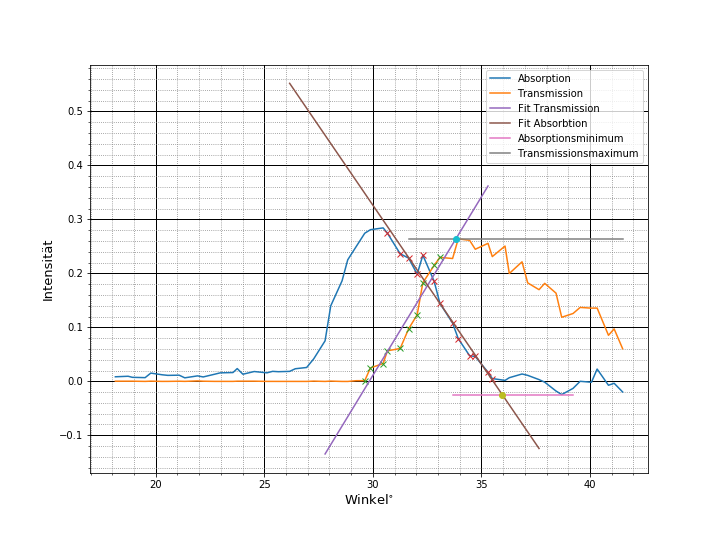 Absorption
Transmission
Fit Transmission
Fit Absorbtion
Absorptionsminimum
Transmissionsmaximum
0.5
0.4
0.3
0.2
0.1
0.0
−0.1
Intensität
20 25 30 35 40
Winkel°